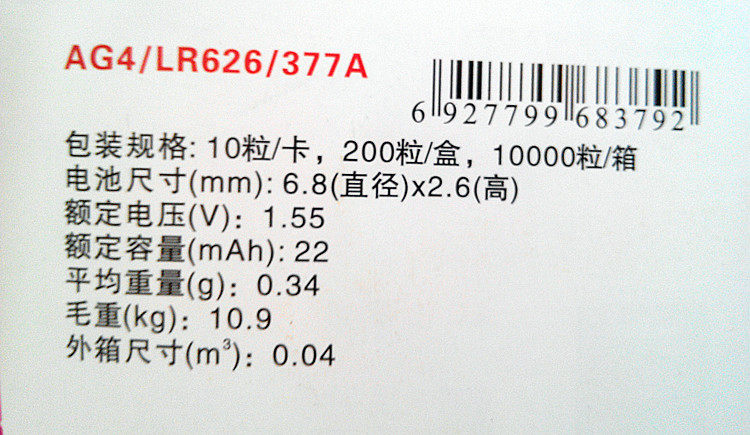 AG4/LR626/377A
6 927799 683792
包装规格: 10粒/卡，200粒/盒，10000粒/箱
电池尺寸(mm): 6.8(直径)x2.6(高)
额定电压(V)：1.55
额定容量(mAh): 22
平均重量(g)：0.34
毛重(kg)：10.9
外箱尺寸(m³)：0.04